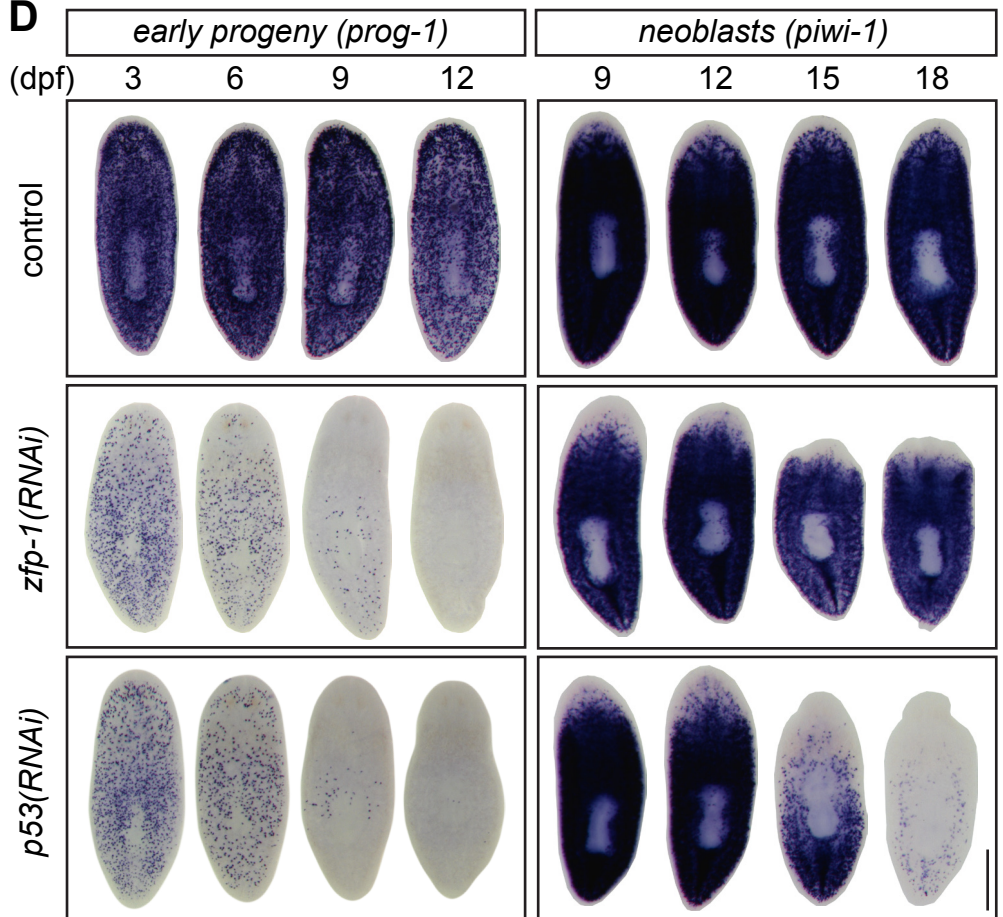 D
early progeny (prog-1) neoblasts (piwi-1)
(dpf) 3 6 9 12 9 12 15 18
control
zfp-1(RNAi)
p53(RNAi)